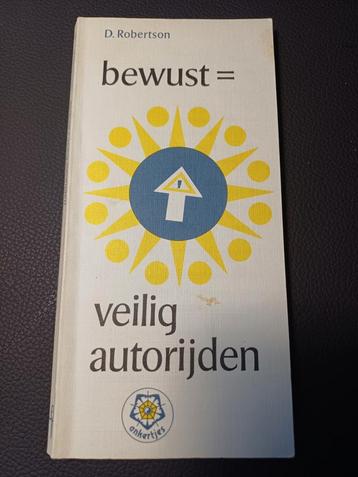 D. Robertson
bewust =
veilig
autorijden
ankertjes